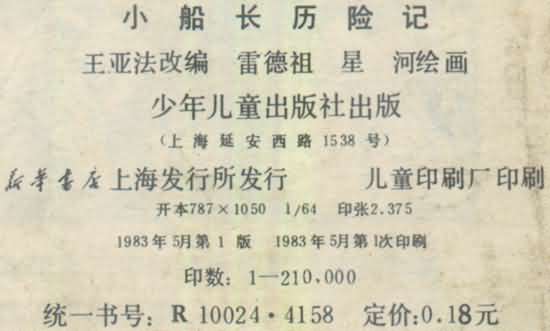 小船长历险记
王亚法改编 雷德祖 星 河绘画
少年儿童出版社出版
(上海延安西路1538号)
新华书店上海发行所发行 儿童印刷厂印刷
开本787×1050 1/64 印张2.375
1983年5月第1版 1983年5月第1次印刷
印数: 1—210,000
统一书号: R 10024·4158 定价:0.18元